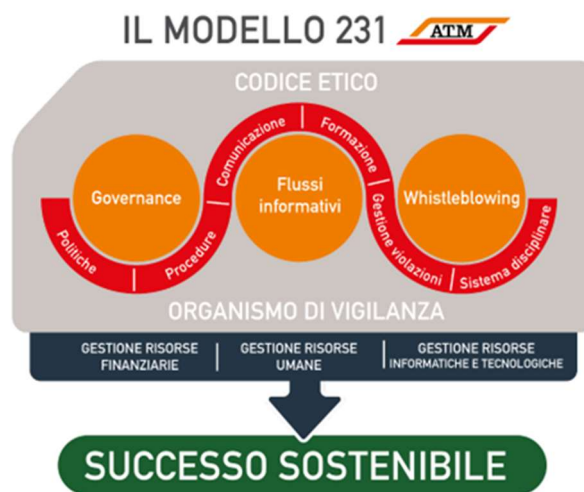 IL MODELLO 231 ATM
CODICE ETICO
Politiche
Procedure
Comunicazione
Formazione
Gestione violazioni
Sistema disciplinare
Governance
Flussi
informativi
Whistleblowing
ORGANISMO DI VIGILANZA
GESTIONE RISORSE
FINANZIARIE
GESTIONE RISORSE
UMANE
GESTIONE RISORSE
INFORMATICHE E TECNOLOGICHE
SUCCESSO SOSTENIBILE